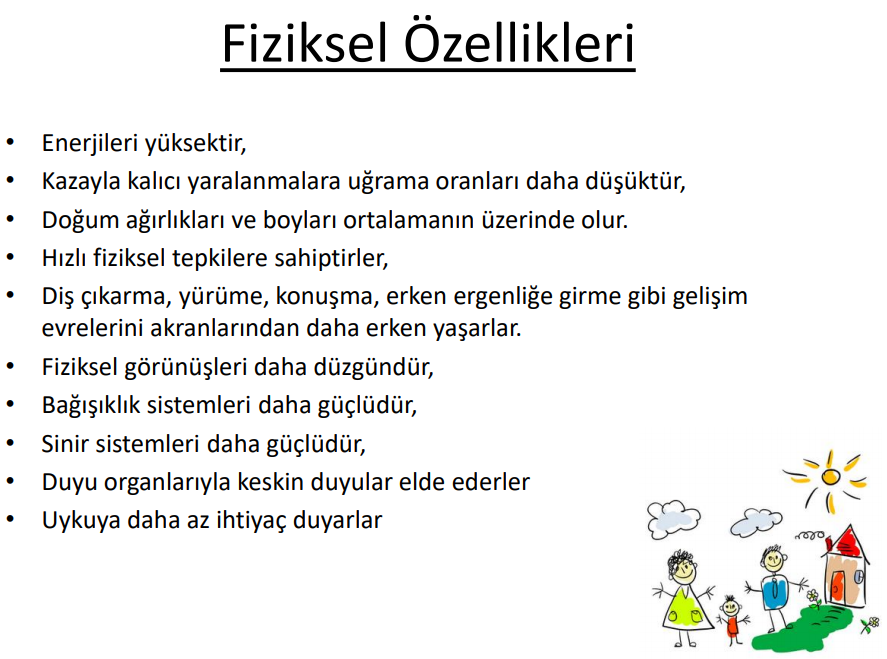 Fiziksel Özellikleri
• Enerjileri yüksektir,
• Kazayla kalıcı yaralanmalara uğrama oranları daha düşüktür,
• Doğum ağırlıkları ve boyları ortalamanın üzerinde olur.
• Hızlı fiziksel tepkilere sahiptirler,
• Diş çıkarma, yürüme, konuşma, erken ergenliğe girme gibi gelişim
evrelerini akranlarından daha erken yaşarlar.
• Fiziksel görünüşleri daha düzgündür,
• Bağışıklık sistemleri daha güçlüdür,
• Sinir sistemleri daha güçlüdür,
• Duyu organlarıyla keskin duyular elde ederler
• Uykuya daha az ihtiyaç duyarlar